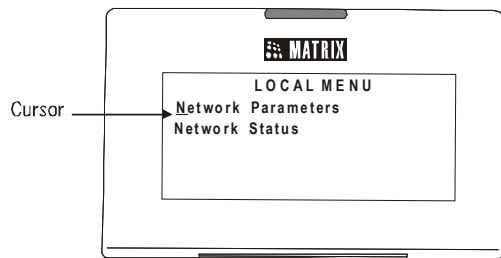 MATRIX
LOCAL MENU
Cursor
Network Parameters
Network Status